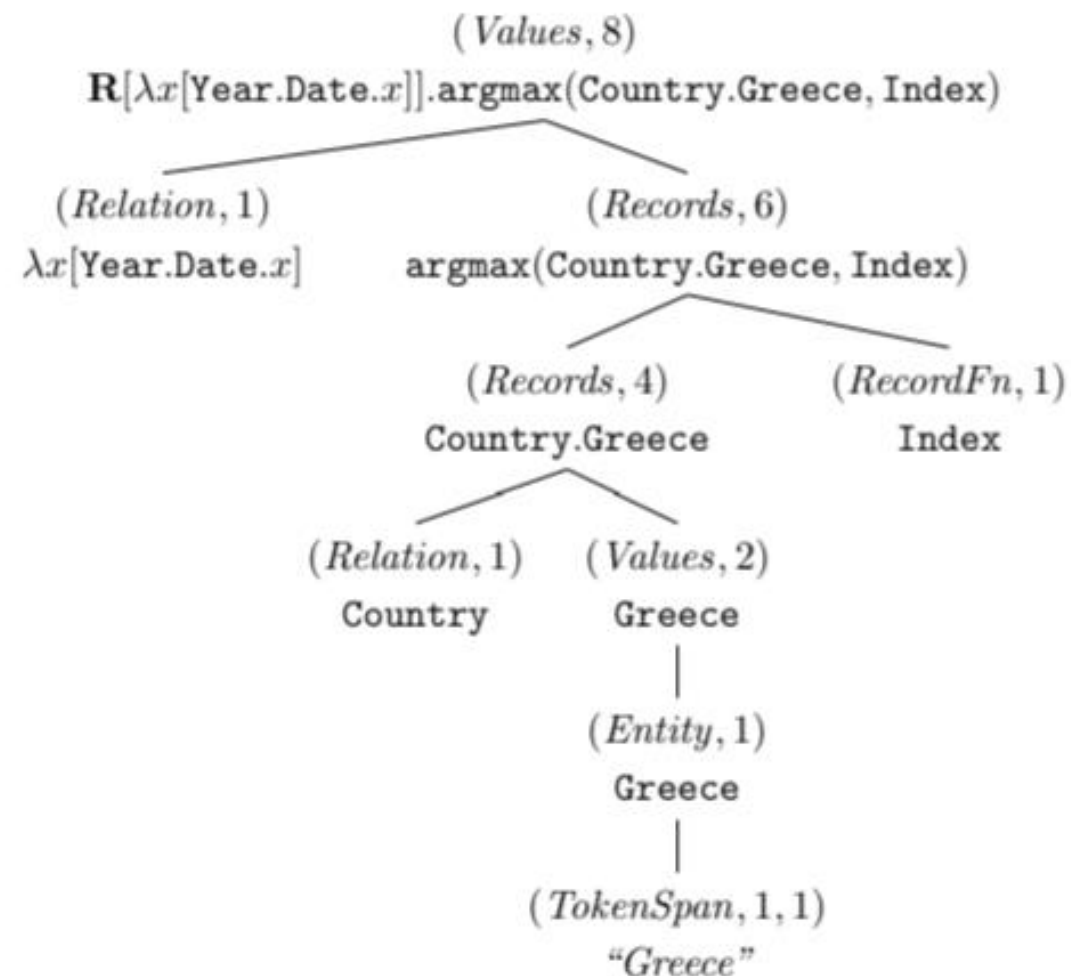 (Values, 8)
R[λx[Year.Date.x]].argmax(Country.Greece, Index)
(Relation, 1) (Records, 6)
λx[Year.Date.x] argmax(Country.Greece, Index)
(Records, 4) (RecordFn, 1)
Country.Greece Index
(Relation, 1) (Values, 2)
Country Greece
(Entity, 1)
Greece
(TokenSpan, 1, 1)
“Greece”